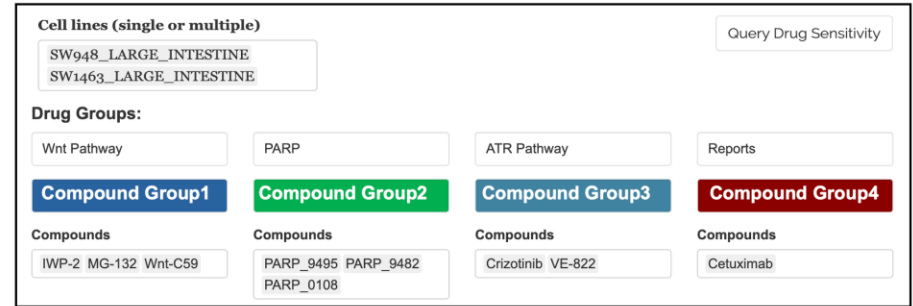 Cell lines (single or multiple)
Query Drug Sensitivity
SW948_LARGE_INTESTINE
SW1463_LARGE_INTESTINE
Drug Groups:
Wnt Pathway PARP ATR Pathway Reports
Compound Group1 Compound Group2 Compound Group3 Compound Group4
Compounds Compounds Compounds Compounds
IWP-2 MG-132 Wnt-C59 PARP_9495 PARP_9482 Crizotinib VE-822 Cetuximab
PARP_0108